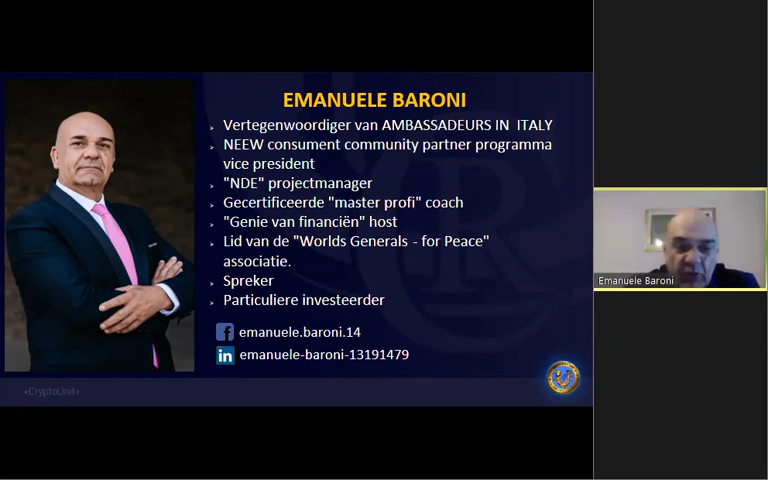 EMANUELE BARONI
Vertegenwoordiger van AMBASSADEURS IN ITALY
NEEW consument community partner programma
vice president
"NDE" projectmanager
Gecertificeerde "master profi" coach
"Genie van financiën" host
Lid van de "Worlds Generals - for Peace"
associatie.
Spreker
Particuliere investeerder
emanuele.baroni.14
in emanuele-baroni-13191479
«CryptoUnit»
Emanuele Baroni